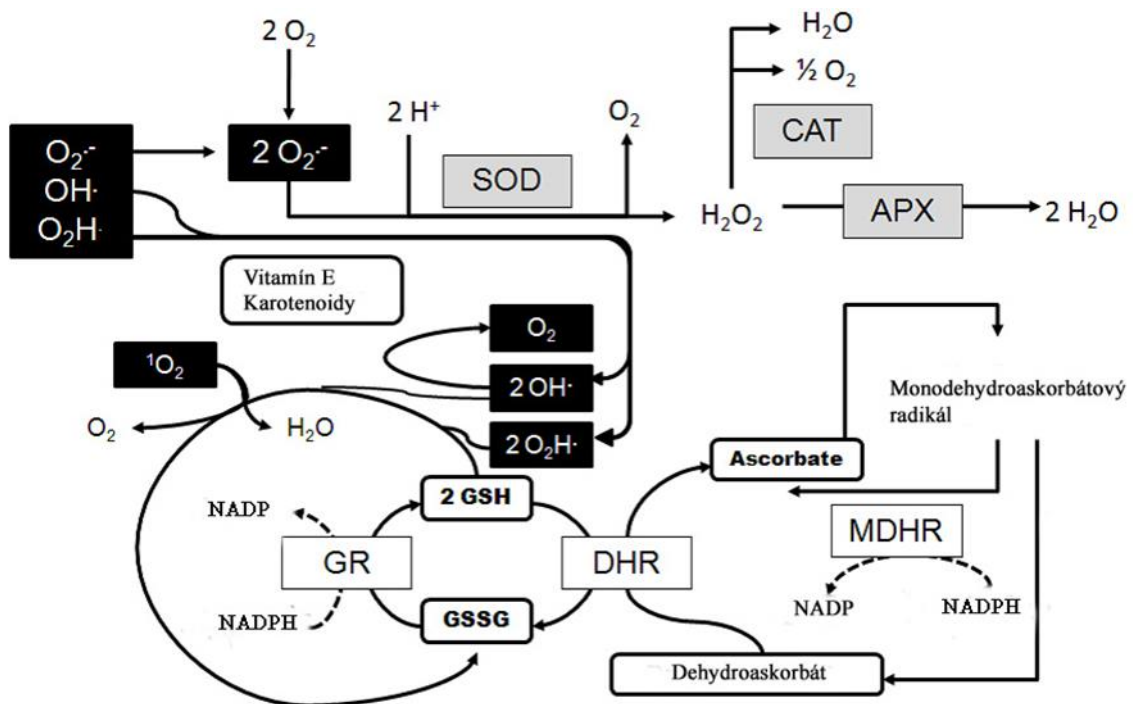 2 O₂
H₂O
½ O₂
2 H⁺
O₂
CAT
O₂·⁻
OH·
O₂H·
2 O₂·⁻
SOD
H₂O₂
APX
2 H₂O
Vitamín E
Karotenoidy
O₂
¹O₂
2 OH·
Monodehydroaskorbátový
radikál
O₂
H₂O
2 O₂H·
Ascorbate
2 GSH
NADP
GR
DHR
MDHR
NADPH
GSSG
NADP
NADPH
Dehydroaskorbát